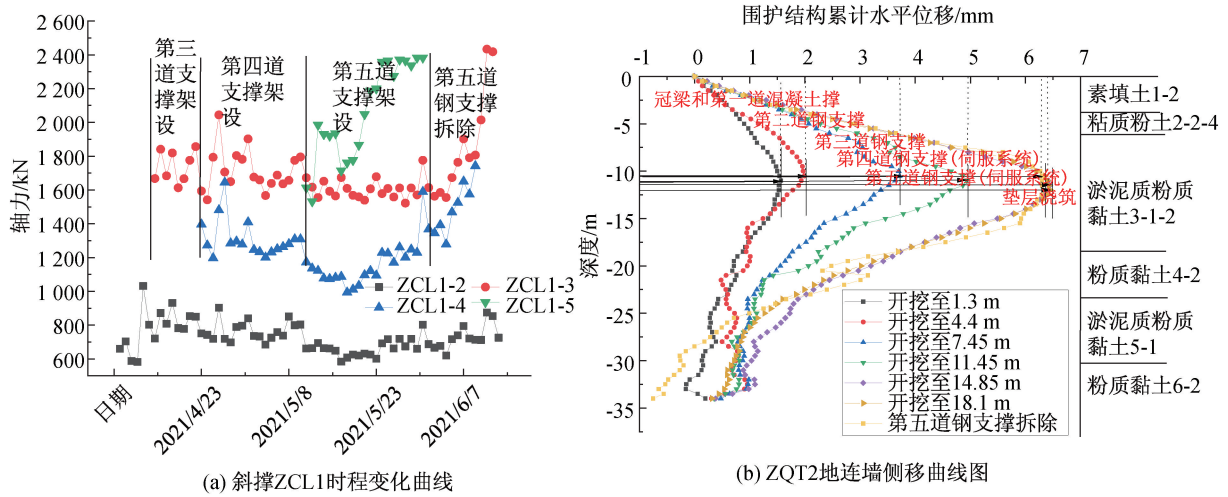 (a)
2 600
2 400
2 200
2 000
1 800
1 600
1 400
1 200
1 000
800
600
轴力/kN
第三
道支
撑架
设
第四道
支撑架
设
第五道
支撑架
设
第五道
钢支撑
拆除
ZCL1-2
ZCL1-3
ZCL1-4
ZCL1-5
日期
2021/4/23
2021/5/8
2021/5/23
2021/6/7
(a) 斜撑ZCL1时程变化曲线
围护结构累计水平位移/mm
-1 0 1 2 3 4 5 6 7
0
-5
-10
-15
-20
-25
-30
-35
深度/m
冠梁和第一道混凝土撑
第二道钢支撑
第三道钢支撑
第四道钢支撑(伺服系统)
第五道钢支撑(伺服系统)
垫层浇筑
开挖至1.3 m
开挖至4.4 m
开挖至7.45 m
开挖至11.45 m
开挖至14.85 m
开挖至18.1 m
第五道钢支撑拆除
素填土1-2
粘质粉土2-2-4
淤泥质粉质
黏土3-1-2
粉质黏土4-2
淤泥质粉质
黏土5-1
粉质黏土6-2
(b) ZQT2地连墙侧移曲线图